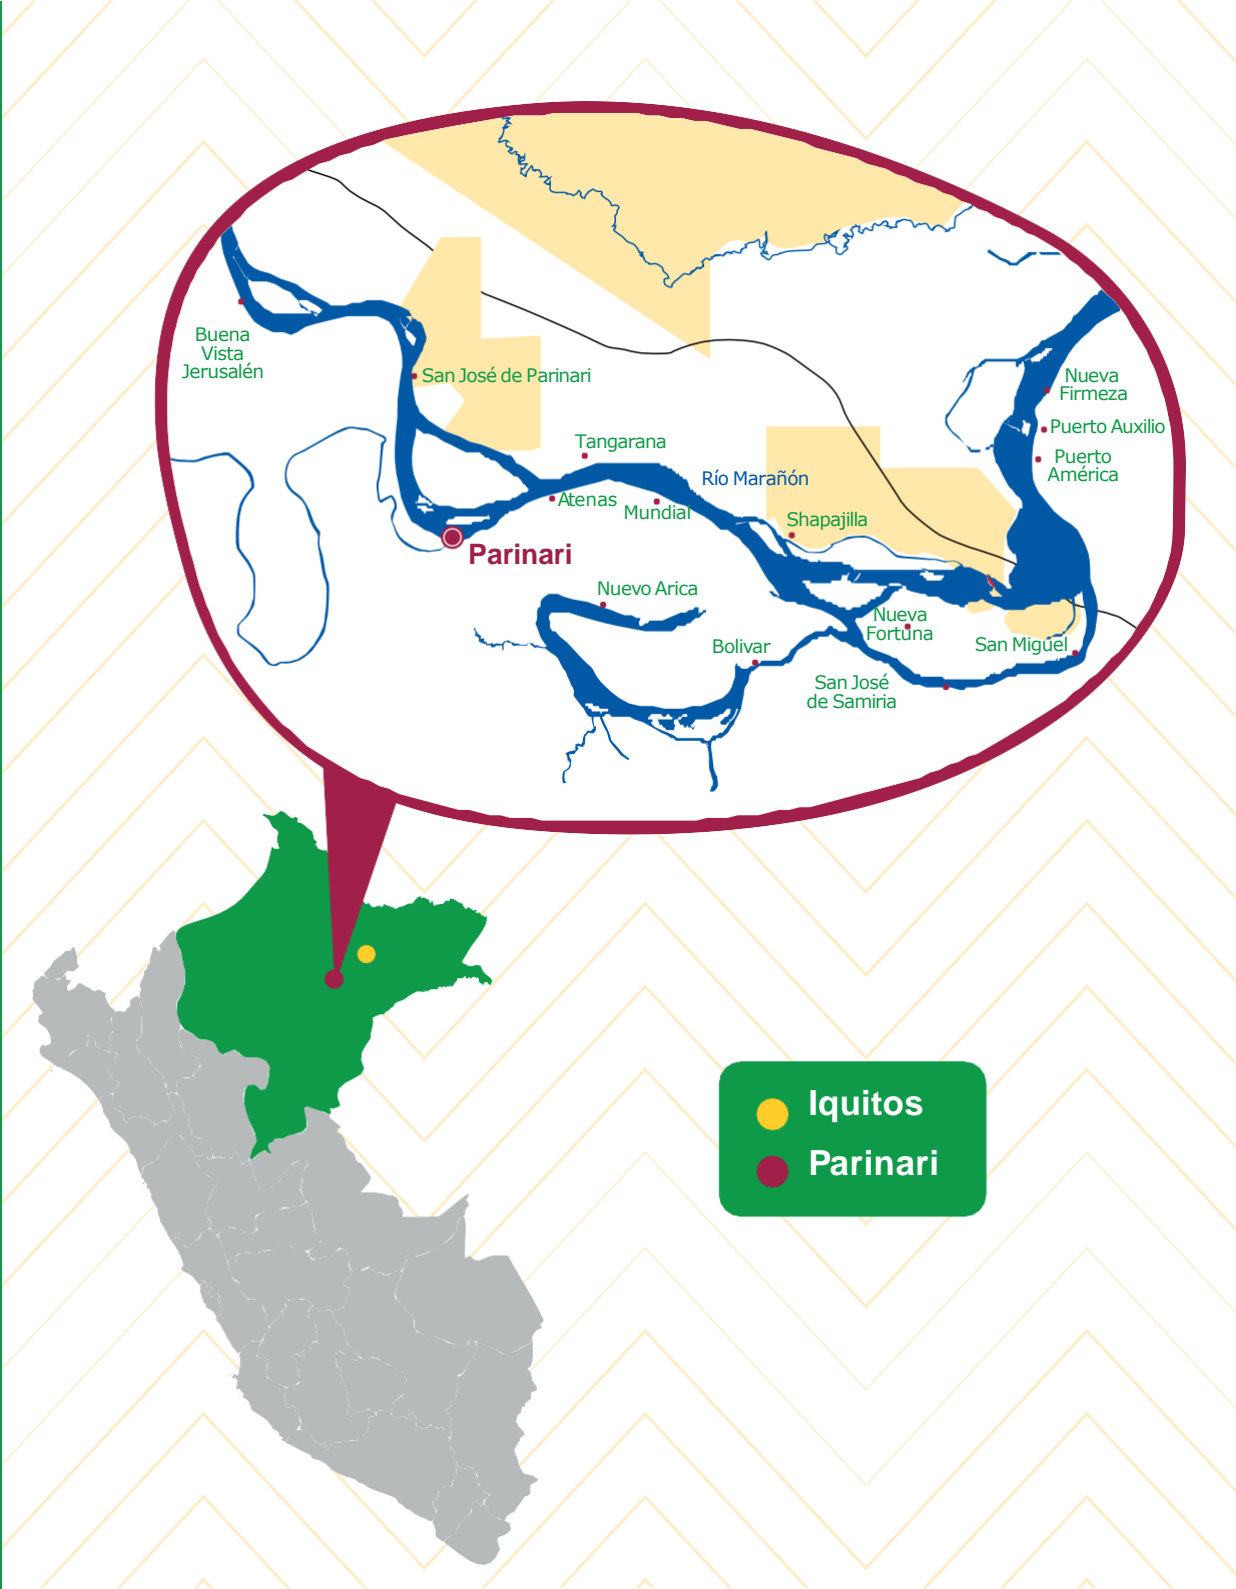 Buena
Vista
Jerusalén
San José de Parinari
Tangarana
Atenas
Mundial
Río Marañón
Parinari
Shapajilla
Nueva
Firmeza
Puerto Auxilio
Puerto
América
Nuevo Arica
Bolivar
Nueva
Fortuna
San Miguel
San José
de Samiria
Iquitos
Parinari